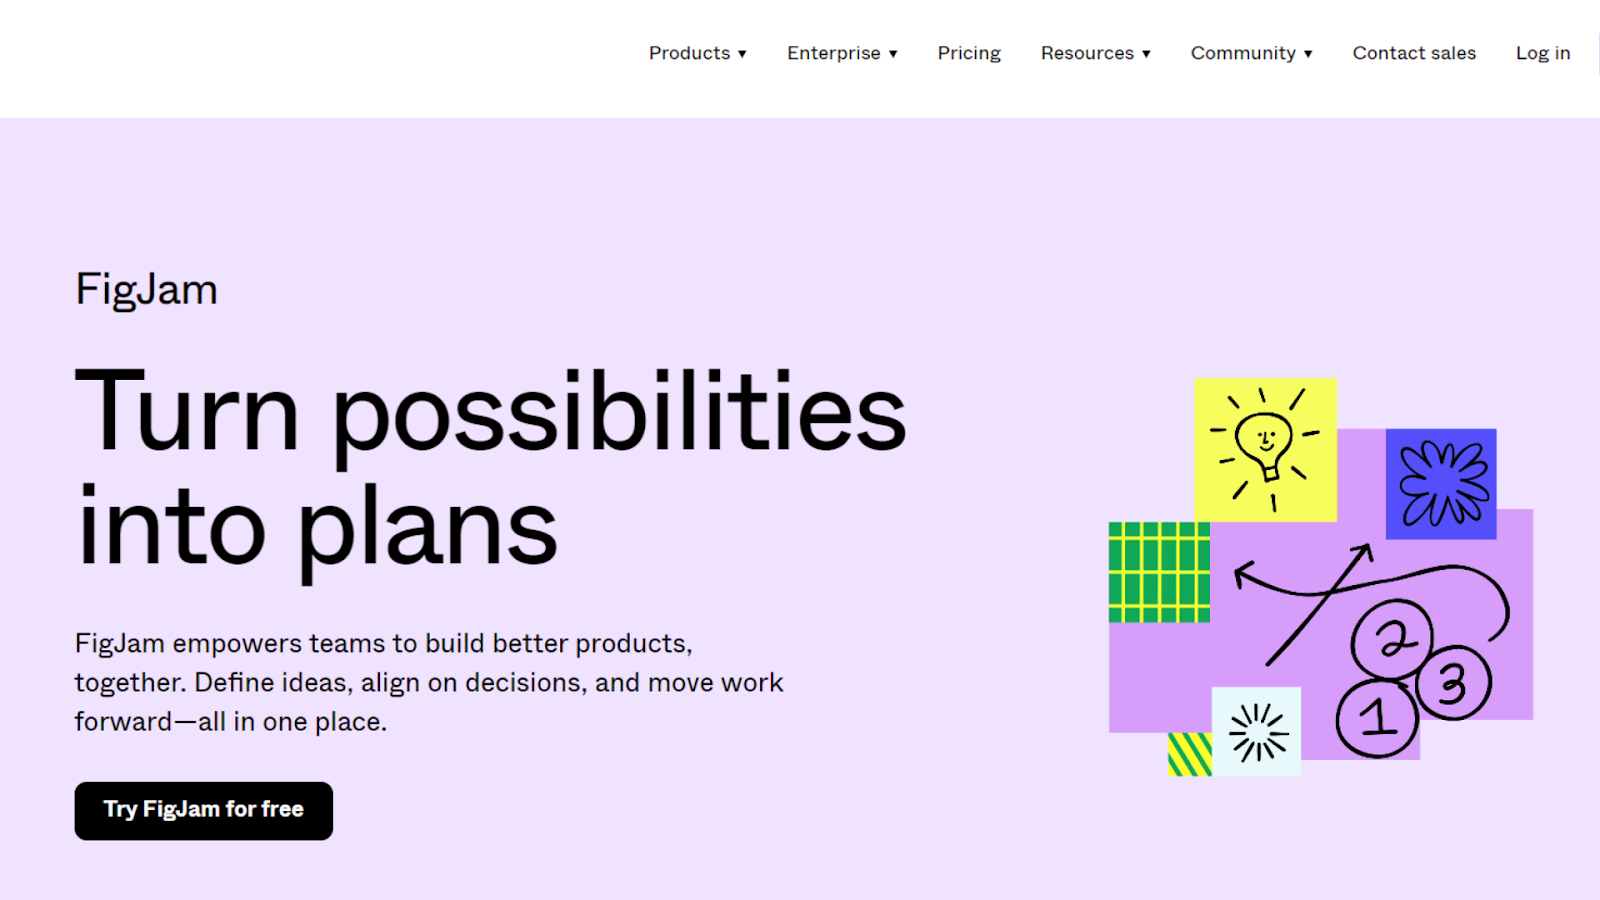 Products ▼ Enterprise ▼ Pricing Resources ▼ Community ▼ Contact sales Log in
FigJam
Turn possibilities
into plans
FigJam empowers teams to build better products,
together. Define ideas, align on decisions, and move work
forward—all in one place.
Try FigJam for free
2
3
1